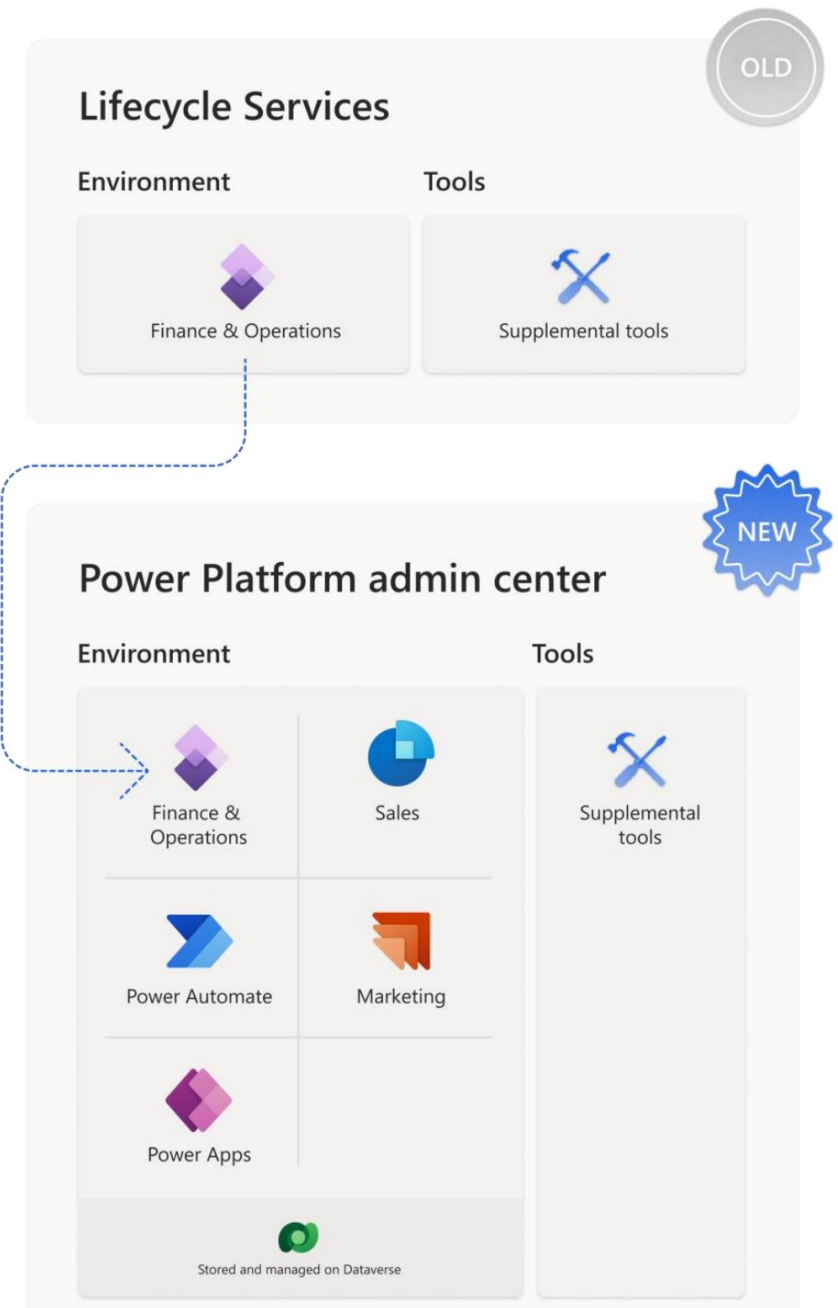 OLD
Lifecycle Services
Environment
Tools
Finance & Operations
Supplemental tools
NEW
Power Platform admin center
Environment
Tools
Finance &
Operations
Sales
Supplemental
tools
Power Automate
Marketing
Power Apps
Stored and managed on Dataverse